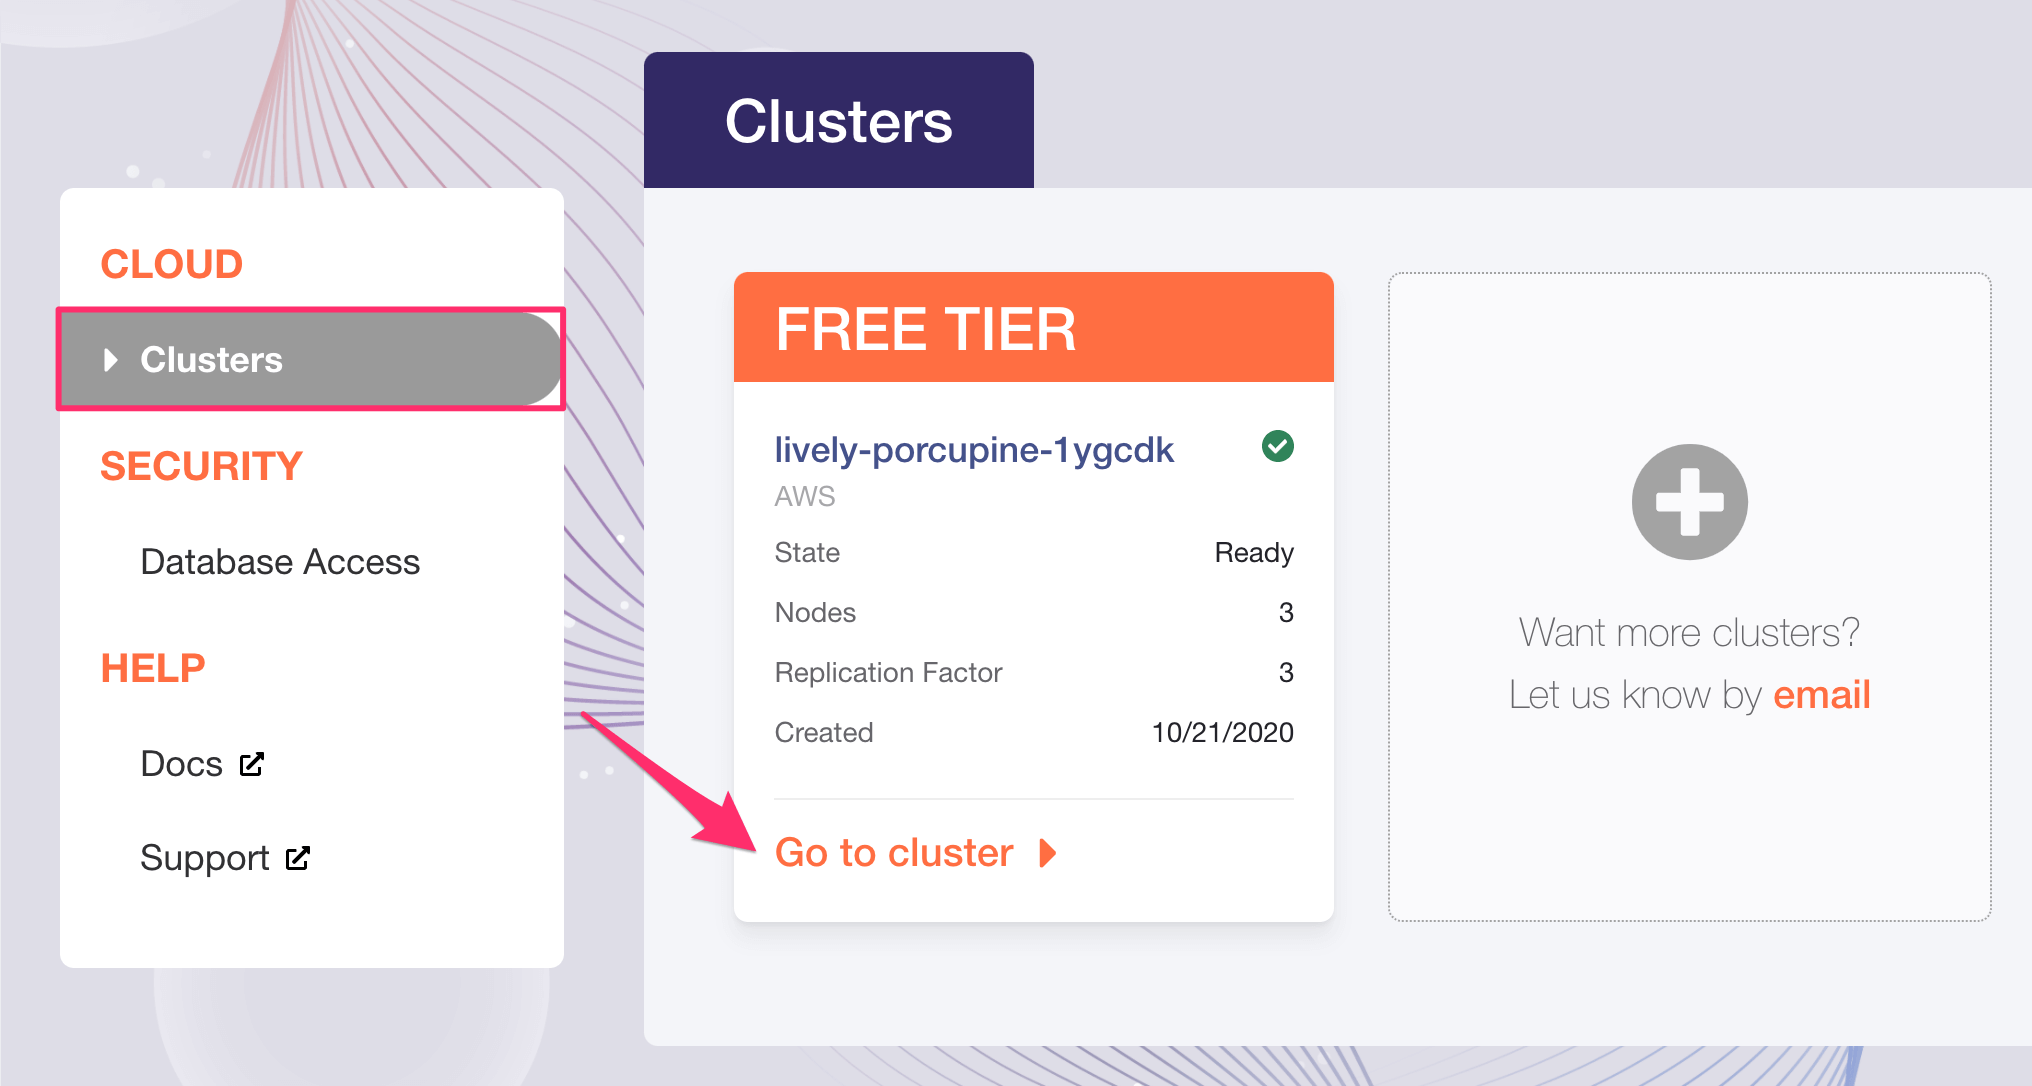 Clusters
CLOUD
Clusters
SECURITY
Database Access
HELP
Docs
Support
FREE TIER
lively-porcupine-1ygcdk
AWS
State Ready
Nodes 3
Replication Factor 3
Created 10/21/2020
Go to cluster
Want more clusters?
Let us know by email